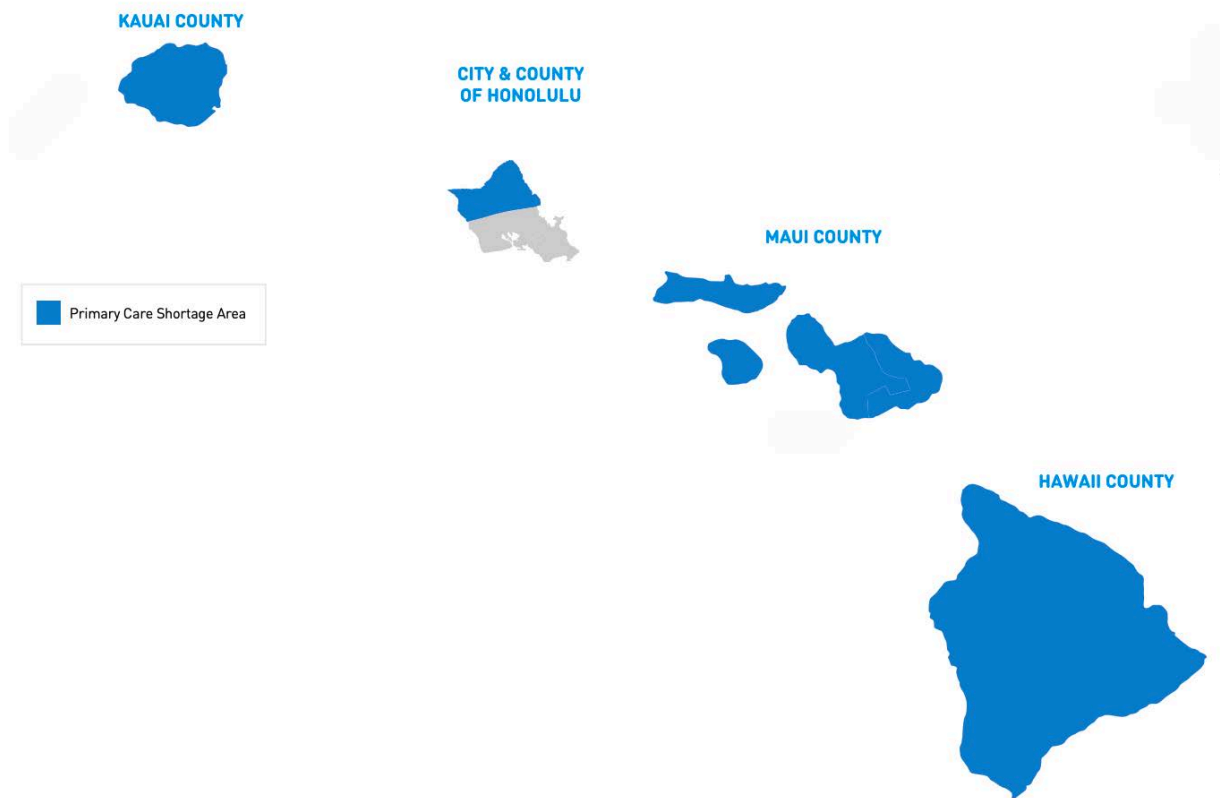 KAUAI COUNTY
CITY & COUNTY
OF HONOLULU
MAUI COUNTY
Primary Care Shortage Area
HAWAII COUNTY